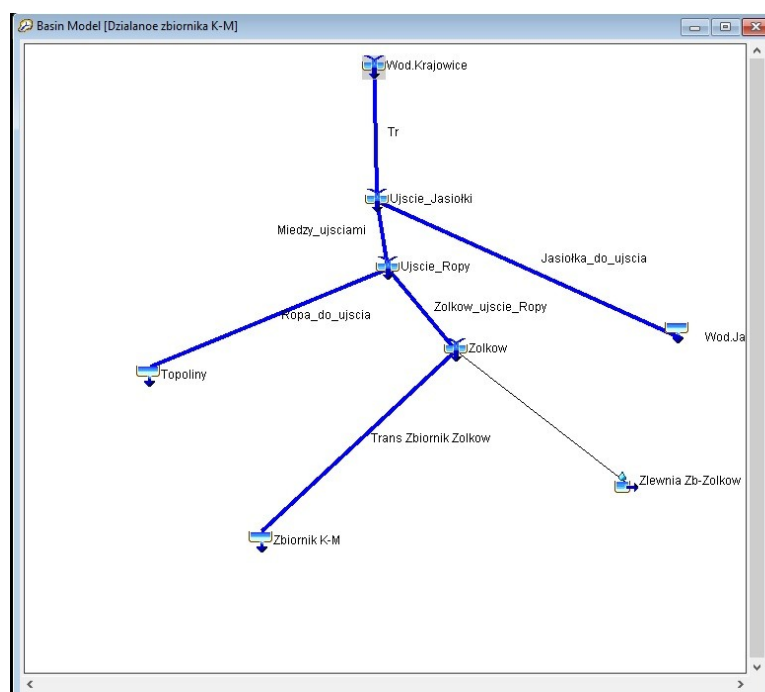 Basin Model [Dzialanoe zbiornika K-M]
Wod.Krajowice
Tr
Ujscie_Jasiołki
Miedzy_ujsciami
Jasiołka_do_ujscia
Ujscie_Ropy
Ropa_do_ujscia
Zolkow_ujscie_Ropy
Wod.Ja
Zolkow
Topoliny
Trans Zbiornik Zolkow
Zlewnia Zb-Zolkow
Zbiornik K-M